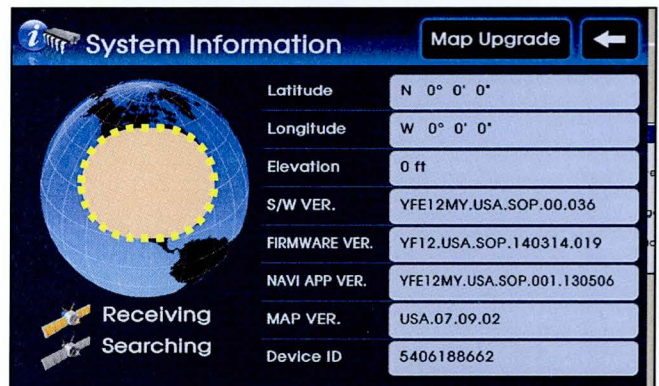 System Information
Map Upgrade
Latitude N 0° 0' 0"
Longitude W 0° 0' 0"
Elevation 0 ft
S/W VER. YFE12MY.USA.SOP.00.036
FIRMWARE VER. YF12.USA.SOP.140314.019
NAVI APP VER. YFE12MY.USA.SOP.001.130506
MAP VER. USA.07.09.02
Device ID 5406188662
Receiving
Searching